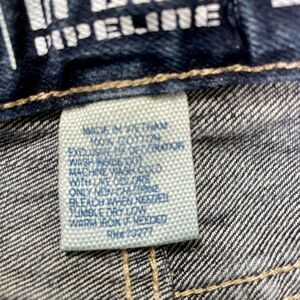 PIPELINE
MADE IN VIETNAM
100% COTTON
EXCLUSIVE OF DECORATION
WASH INSIDE OUT
MACHINE WASH COLD
WITH LIKE COLORS
ONLY NON-CHLORINE
BLEACH WHEN NEEDED
TUMBLE DRY LOW
WARM IRON IF NEEDED